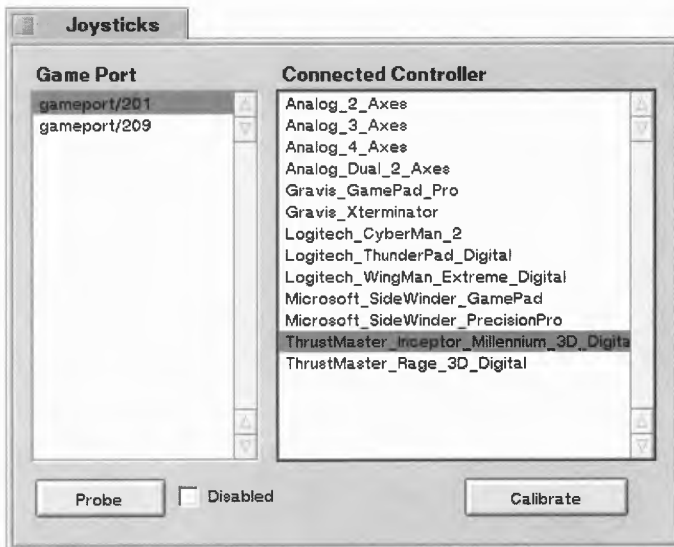 Joysticks
Game Port
Connected Controller
gameport/201
gameport/209
Analog_2_Axes
Analog_3_Axes
Analog_4_Axes
Analog_Dual_2_Axes
Gravis_GamePad_Pro
Gravis_Xterminator
Logitech_CyberMan_2
Logitech_ThunderPad_Digital
Logitech_WingMan_Extreme_Digital
Microsoft_SideWinder_GamePad
Microsoft_SideWinder_PrecisionPro
ThrustMaster_Inceptor_Millennium_3D_Digita
ThrustMaster_Rage_3D_Digital
Probe
Disabled
Calibrate